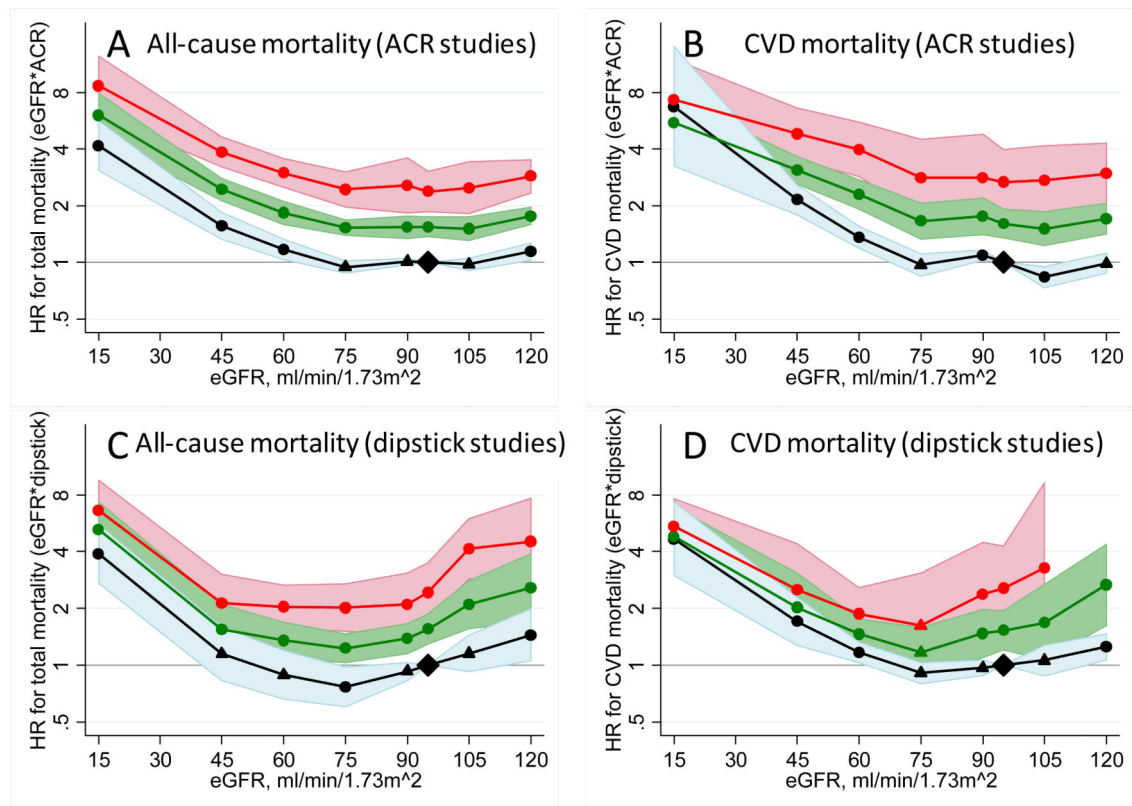 A All-cause mortality (ACR studies)
HR for total mortality (eGFR*ACR)
8
4
2
1
.5
15 30 45 60 75 90 105 120
eGFR, ml/min/1.73m^2
B CVD mortality (ACR studies)
HR for CVD mortality (eGFR*ACR)
8
4
2
1
.5
15 30 45 60 75 90 105 120
eGFR, ml/min/1.73m^2
C All-cause mortality (dipstick studies)
HR for total mortality (eGFR*dipstick)
8
4
2
1
.5
15 30 45 60 75 90 105 120
eGFR, ml/min/1.73m^2
D CVD mortality (dipstick studies)
HR for CVD mortality (eGFR*dipstick)
8
4
2
1
.5
15 30 45 60 75 90 105 120
eGFR, ml/min/1.73m^2